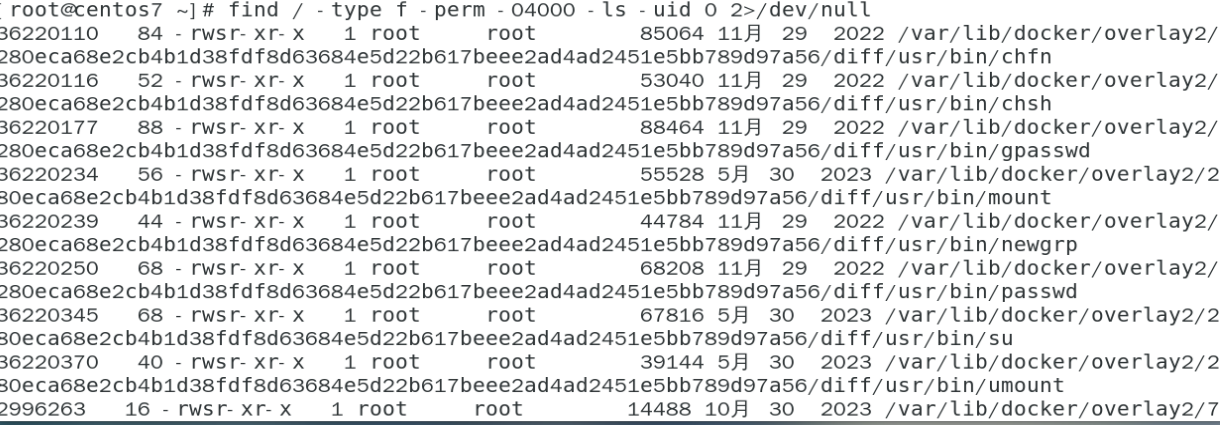 [root@centos7 ~]# find / -type f -perm -04000 -ls -uid 0 2>/dev/null
36220110   84 -rwsr-xr-x   1 root     root        85064 11月 29  2022 /var/lib/docker/overlay2/
280eca68e2cb4b1d38fdf8d63684e5d22b617beee2ad4ad2451e5bb789d97a56/diff/usr/bin/chfn
36220116   52 -rwsr-xr-x   1 root     root        53040 11月 29  2022 /var/lib/docker/overlay2/
280eca68e2cb4b1d38fdf8d63684e5d22b617beee2ad4ad2451e5bb789d97a56/diff/usr/bin/chsh
36220177   88 -rwsr-xr-x   1 root     root        88464 11月 29  2022 /var/lib/docker/overlay2/
280eca68e2cb4b1d38fdf8d63684e5d22b617beee2ad4ad2451e5bb789d97a56/diff/usr/bin/gpasswd
36220234   56 -rwsr-xr-x   1 root     root        55528 5月 30  2023 /var/lib/docker/overlay2/2
80eca68e2cb4b1d38fdf8d63684e5d22b617beee2ad4ad2451e5bb789d97a56/diff/usr/bin/mount
36220239   44 -rwsr-xr-x   1 root     root        44784 11月 29  2022 /var/lib/docker/overlay2/
280eca68e2cb4b1d38fdf8d63684e5d22b617beee2ad4ad2451e5bb789d97a56/diff/usr/bin/newgrp
36220250   68 -rwsr-xr-x   1 root     root        68208 11月 29  2022 /var/lib/docker/overlay2/
280eca68e2cb4b1d38fdf8d63684e5d22b617beee2ad4ad2451e5bb789d97a56/diff/usr/bin/passwd
36220345   68 -rwsr-xr-x   1 root     root        67816 5月 30  2023 /var/lib/docker/overlay2/2
80eca68e2cb4b1d38fdf8d63684e5d22b617beee2ad4ad2451e5bb789d97a56/diff/usr/bin/su
36220370   40 -rwsr-xr-x   1 root     root        39144 5月 30  2023 /var/lib/docker/overlay2/2
80eca68e2cb4b1d38fdf8d63684e5d22b617beee2ad4ad2451e5bb789d97a56/diff/usr/bin/umount
2996263   16 -rwsr-xr-x   1 root     root        14488 10月 30  2023 /var/lib/docker/overlay2/7